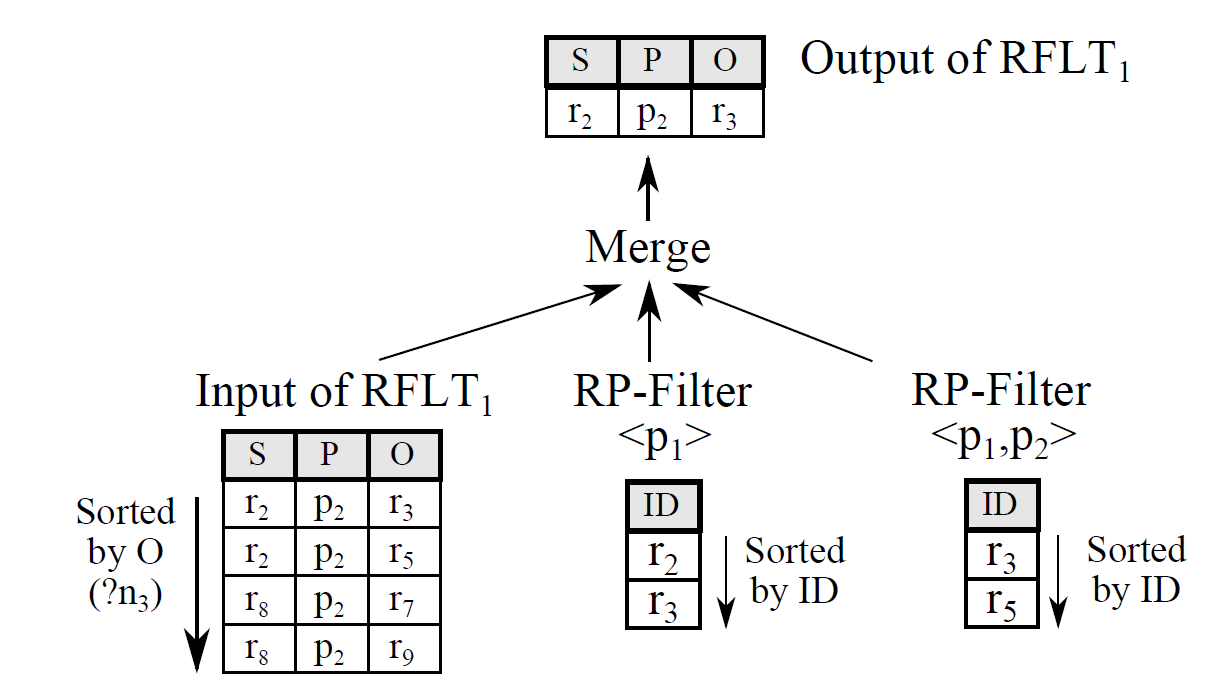 S P O
r₂ p₂ r₃
Output of RFLT₁
Merge
Input of RFLT₁
S P O
r₂ p₂ r₃
r₂ p₂ r₅
r₈ p₂ r₇
r₈ p₂ r₉
Sorted
by O
(?n₃)
RP-Filter
<p₁>
ID
r₂
r₃
Sorted
by ID
RP-Filter
<p₁,p₂>
ID
r₃
r₅
Sorted
by ID